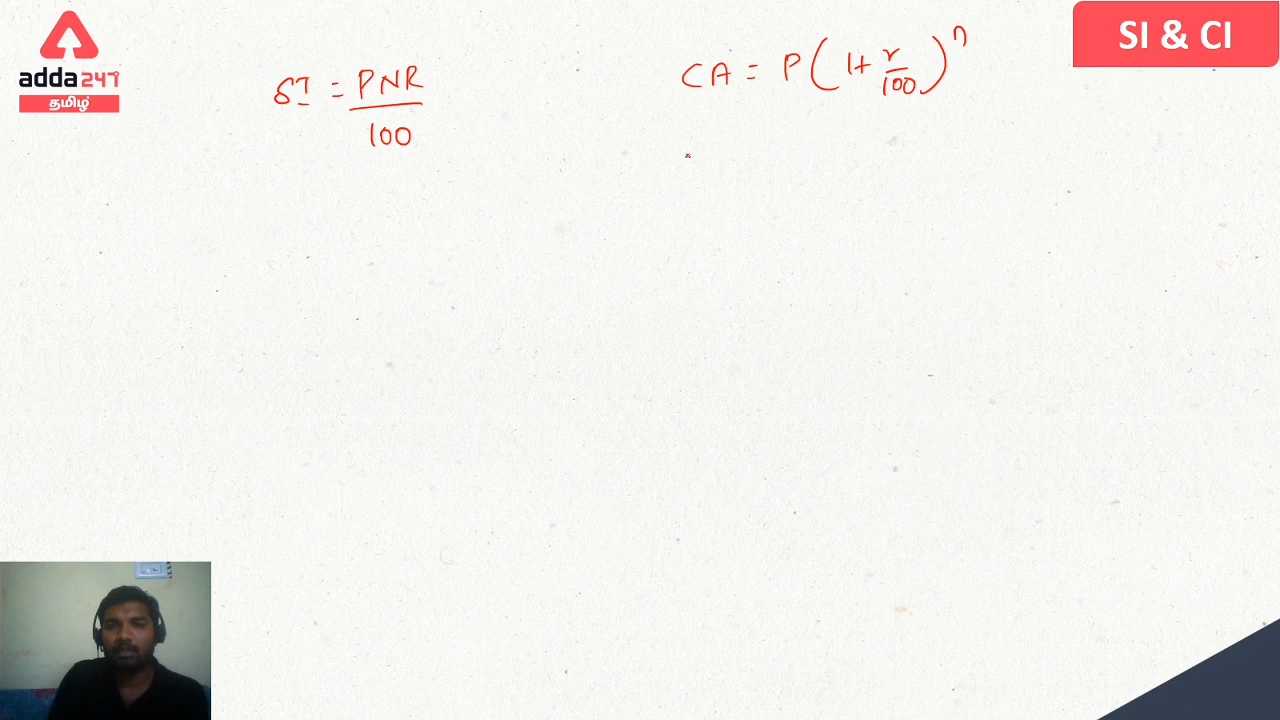 adda247
தமிழ்
SI & CI
SI = PNR
100
CA = P(1+ r/100)^n